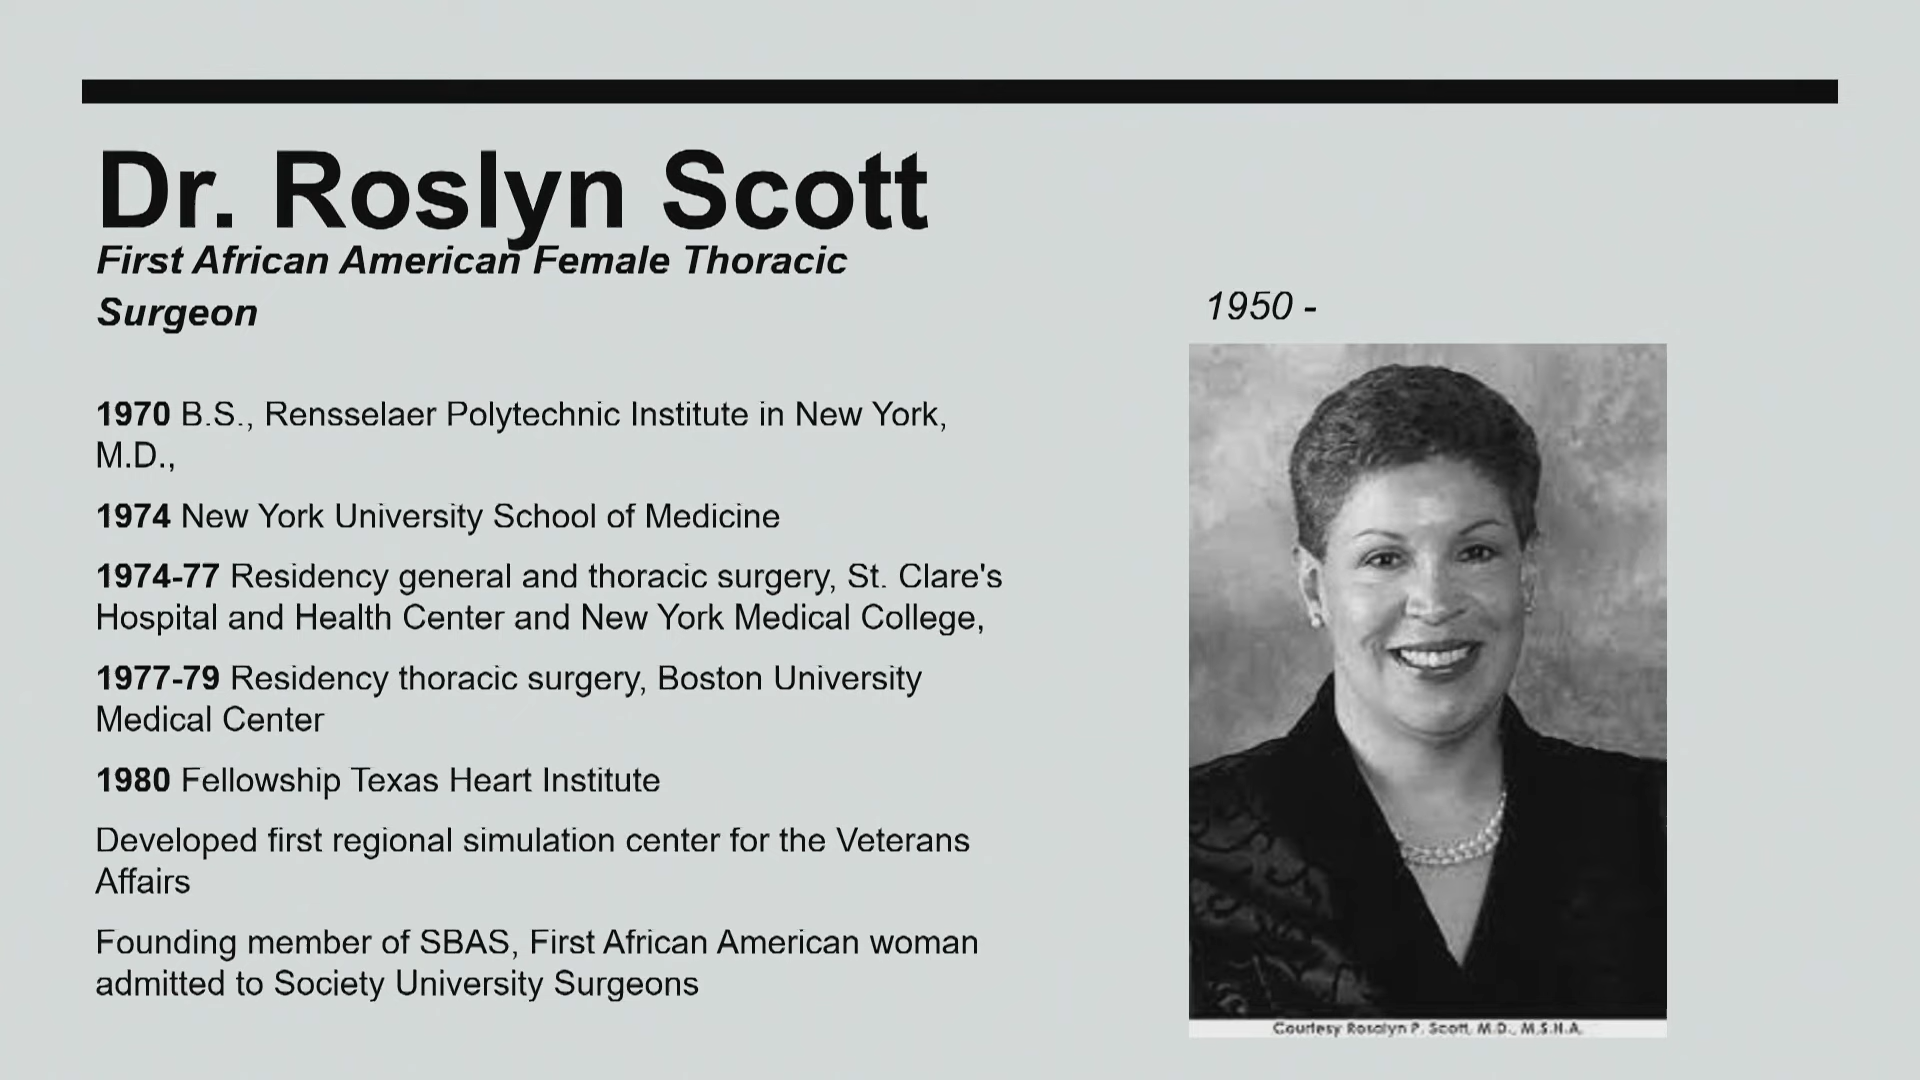 Dr. Roslyn Scott
First African American Female Thoracic
Surgeon
1950 -
1970 B.S., Rensselaer Polytechnic Institute in New York,
M.D.,
1974 New York University School of Medicine
1974-77 Residency general and thoracic surgery, St. Clare's
Hospital and Health Center and New York Medical College,
1977-79 Residency thoracic surgery, Boston University
Medical Center
1980 Fellowship Texas Heart Institute
Developed first regional simulation center for the Veterans
Affairs
Founding member of SBAS, First African American woman
admitted to Society University Surgeons
Courtesy Rosalyn P. Scott, M.D., M.S.H.A.